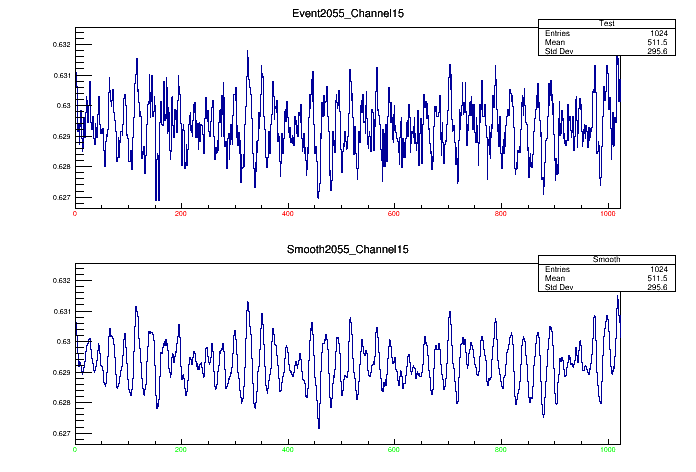 Event2055_Channel15
Test
Entries 1024
Mean 511.5
Std Dev 295.6
0.632
0.631
0.63
0.629
0.628
0.627
0 200 400 600 800 1000
Smooth2055_Channel15
Smooth
Entries 1024
Mean 511.5
Std Dev 295.6
0.632
0.631
0.63
0.629
0.628
0.627
0 200 400 600 800 1000